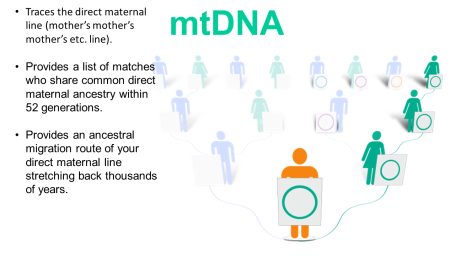 • Traces the direct maternal
line (mother's mother's
mother's etc. line).
mtDNA
• Provides a list of matches
who share common direct
maternal ancestry within
52 generations.
• Provides an ancestral
migration route of your
direct maternal line
stretching back thousands
of years.